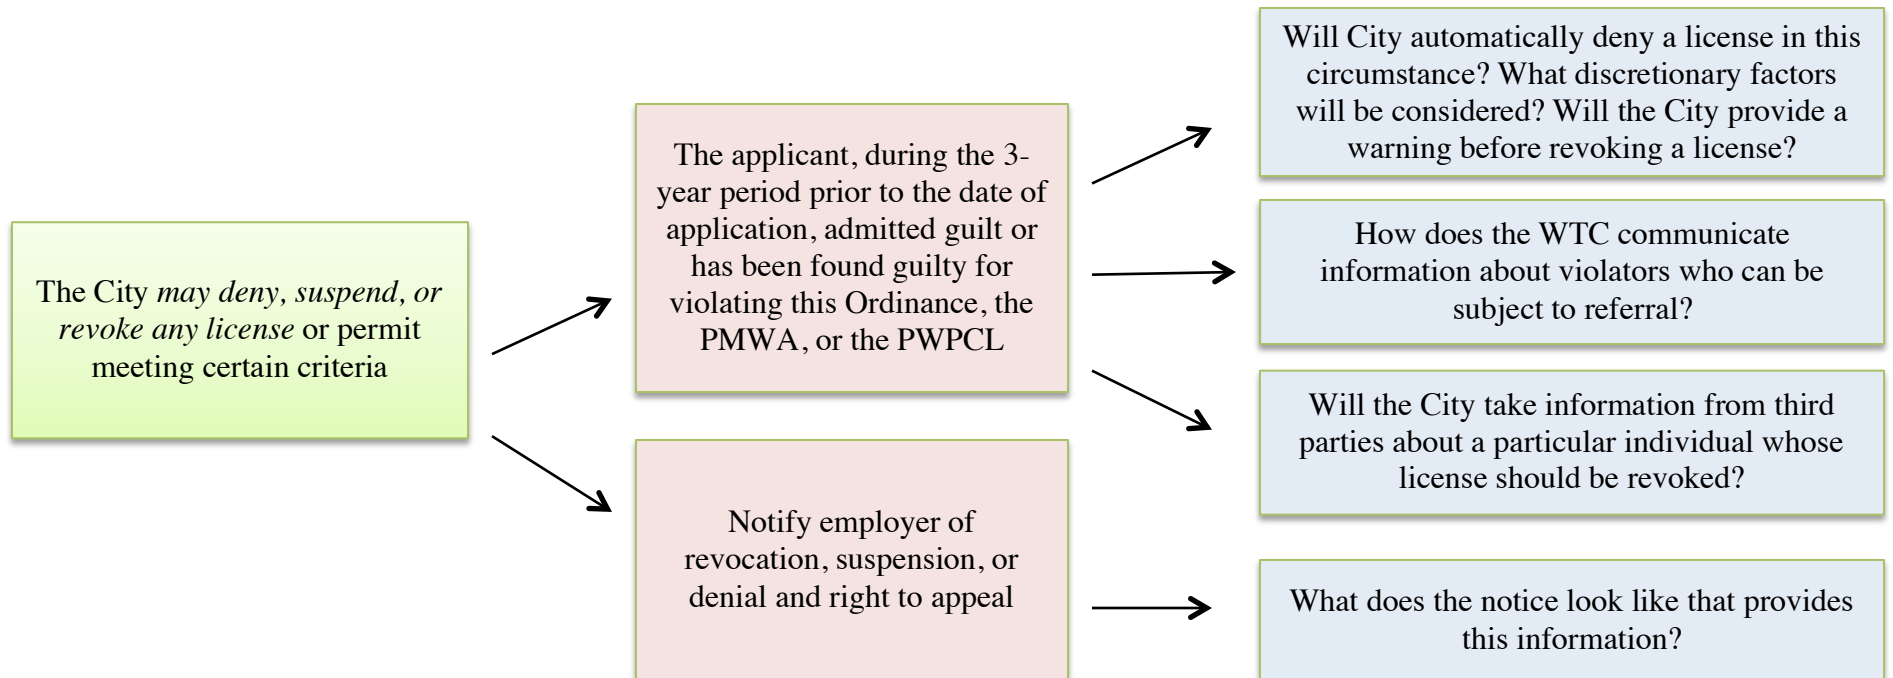 The City may deny, suspend, or
revoke any license or permit
meeting certain criteria
The applicant, during the 3-
year period prior to the date of
application, admitted guilt or
has been found guilty for
violating this Ordinance, the
PMWA, or the PWPCL
Notify employer of
revocation, suspension, or
denial and right to appeal
Will City automatically deny a license in this
circumstance? What discretionary factors
will be considered? Will the City provide a
warning before revoking a license?
How does the WTC communicate
information about violators who can be
subject to referral?
Will the City take information from third
parties about a particular individual whose
license should be revoked?
What does the notice look like that provides
this information?